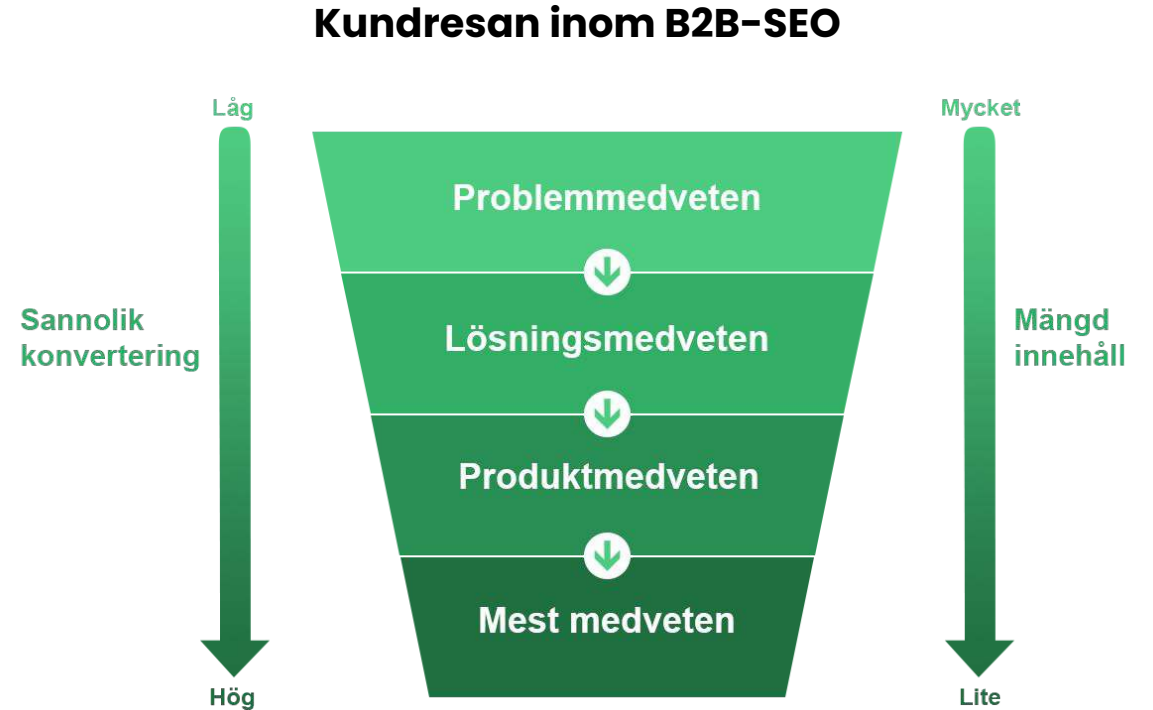 Kundresan inom B2B-SEO
Låg
Mycket
Problemmedveten
Sannolik
konvertering
Lösningsmedveten
Mängd
innehåll
Produktmedveten
Mest medveten
Hög
Lite